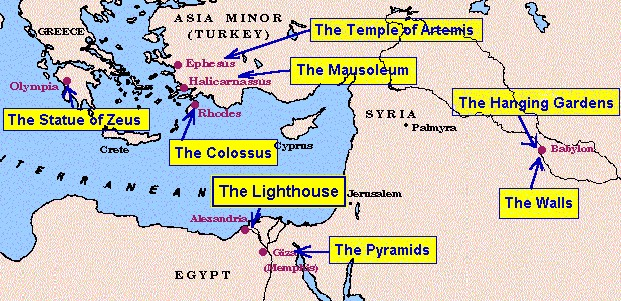 ASIA MINOR
(TURKEY)
GREECE
The Temple of Artemis
Ephesus
The Mausoleum
Olympia
Halicarnassus
The Hanging Gardens
Rhodes
SYRIA
The Statue of Zeus
Palmyra
Crete
The Colossus
Cyprus
Babylon
TERRANEAN
The Lighthouse
Jerusalem
The Walls
Alexandria
The Pyramids
Giza
(Memphis)
EGYPT